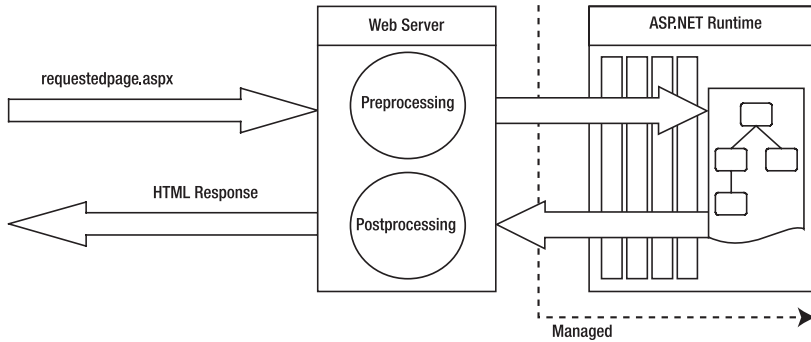 Web Server
ASP.NET Runtime
requestedpage.aspx
Preprocessing
HTML Response
Postprocessing
Managed